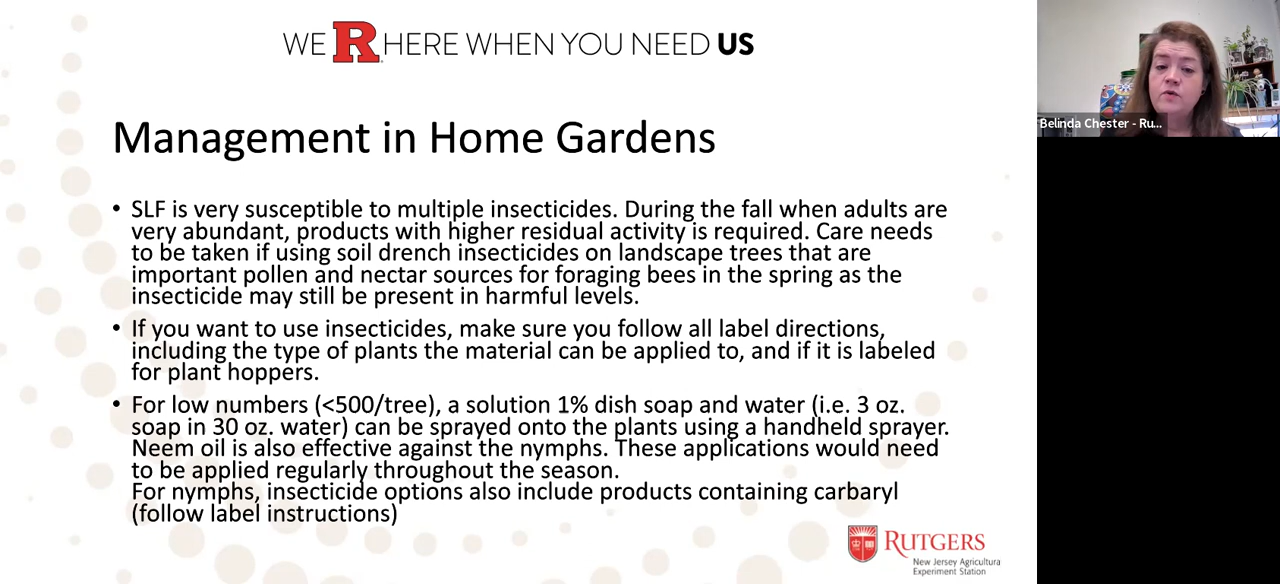 WE R HERE WHEN YOU NEED US
Management in Home Gardens
• SLF is very susceptible to multiple insecticides. During the fall when adults are
very abundant, products with higher residual activity is required. Care needs
to be taken if using soil drench insecticides on landscape trees that are
important pollen and nectar sources for foraging bees in the spring as the
insecticide may still be present in harmful levels.
• If you want to use insecticides, make sure you follow all label directions,
including the type of plants the material can be applied to, and if it is labeled
for plant hoppers.
• For low numbers (<500/tree), a solution 1% dish soap and water (i.e. 3 oz.
soap in 30 oz. water) can be sprayed onto the plants using a handheld sprayer.
Neem oil is also effective against the nymphs. These applications would need
to be applied regularly throughout the season.
For nymphs, insecticide options also include products containing carbaryl
(follow label instructions)
RUTGERS
New Jersey Agricultural
Experiment Station
Belinda Chester - Ru...